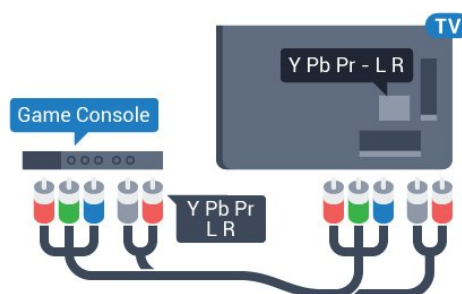 TV
Y Pb Pr - L R
Game Console
Y Pb Pr
L R